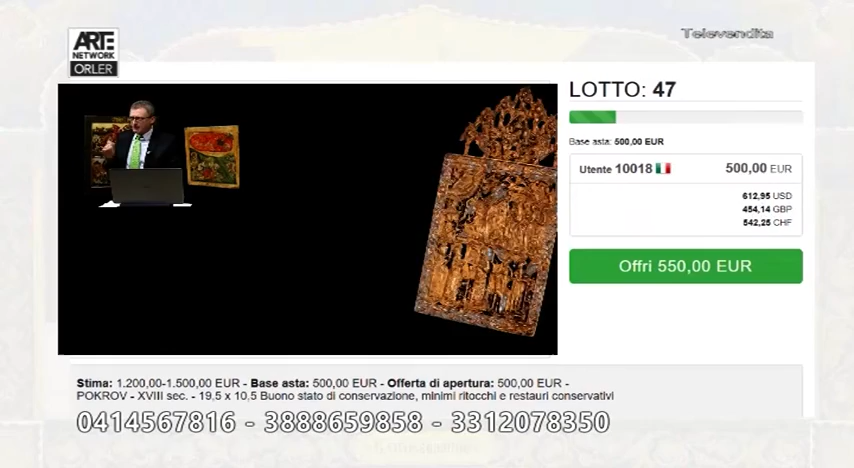 ARTE
NETWORK
ORLER
Televendita
LOTTO: 47
Base asta: 500,00 EUR
Utente 10018 500,00 EUR
612,95 USD
454,14 GBP
542,25 CHF
Offri 550,00 EUR
Stima: 1.200,00-1.500,00 EUR - Base asta: 500,00 EUR - Offerta di apertura: 500,00 EUR -
POKROV - XVIII sec. - 19,5 x 10,5 Buono stato di conservazione, minimi ritocchi e restauri conservativi
0414567816 - 3888659858 - 3312078350